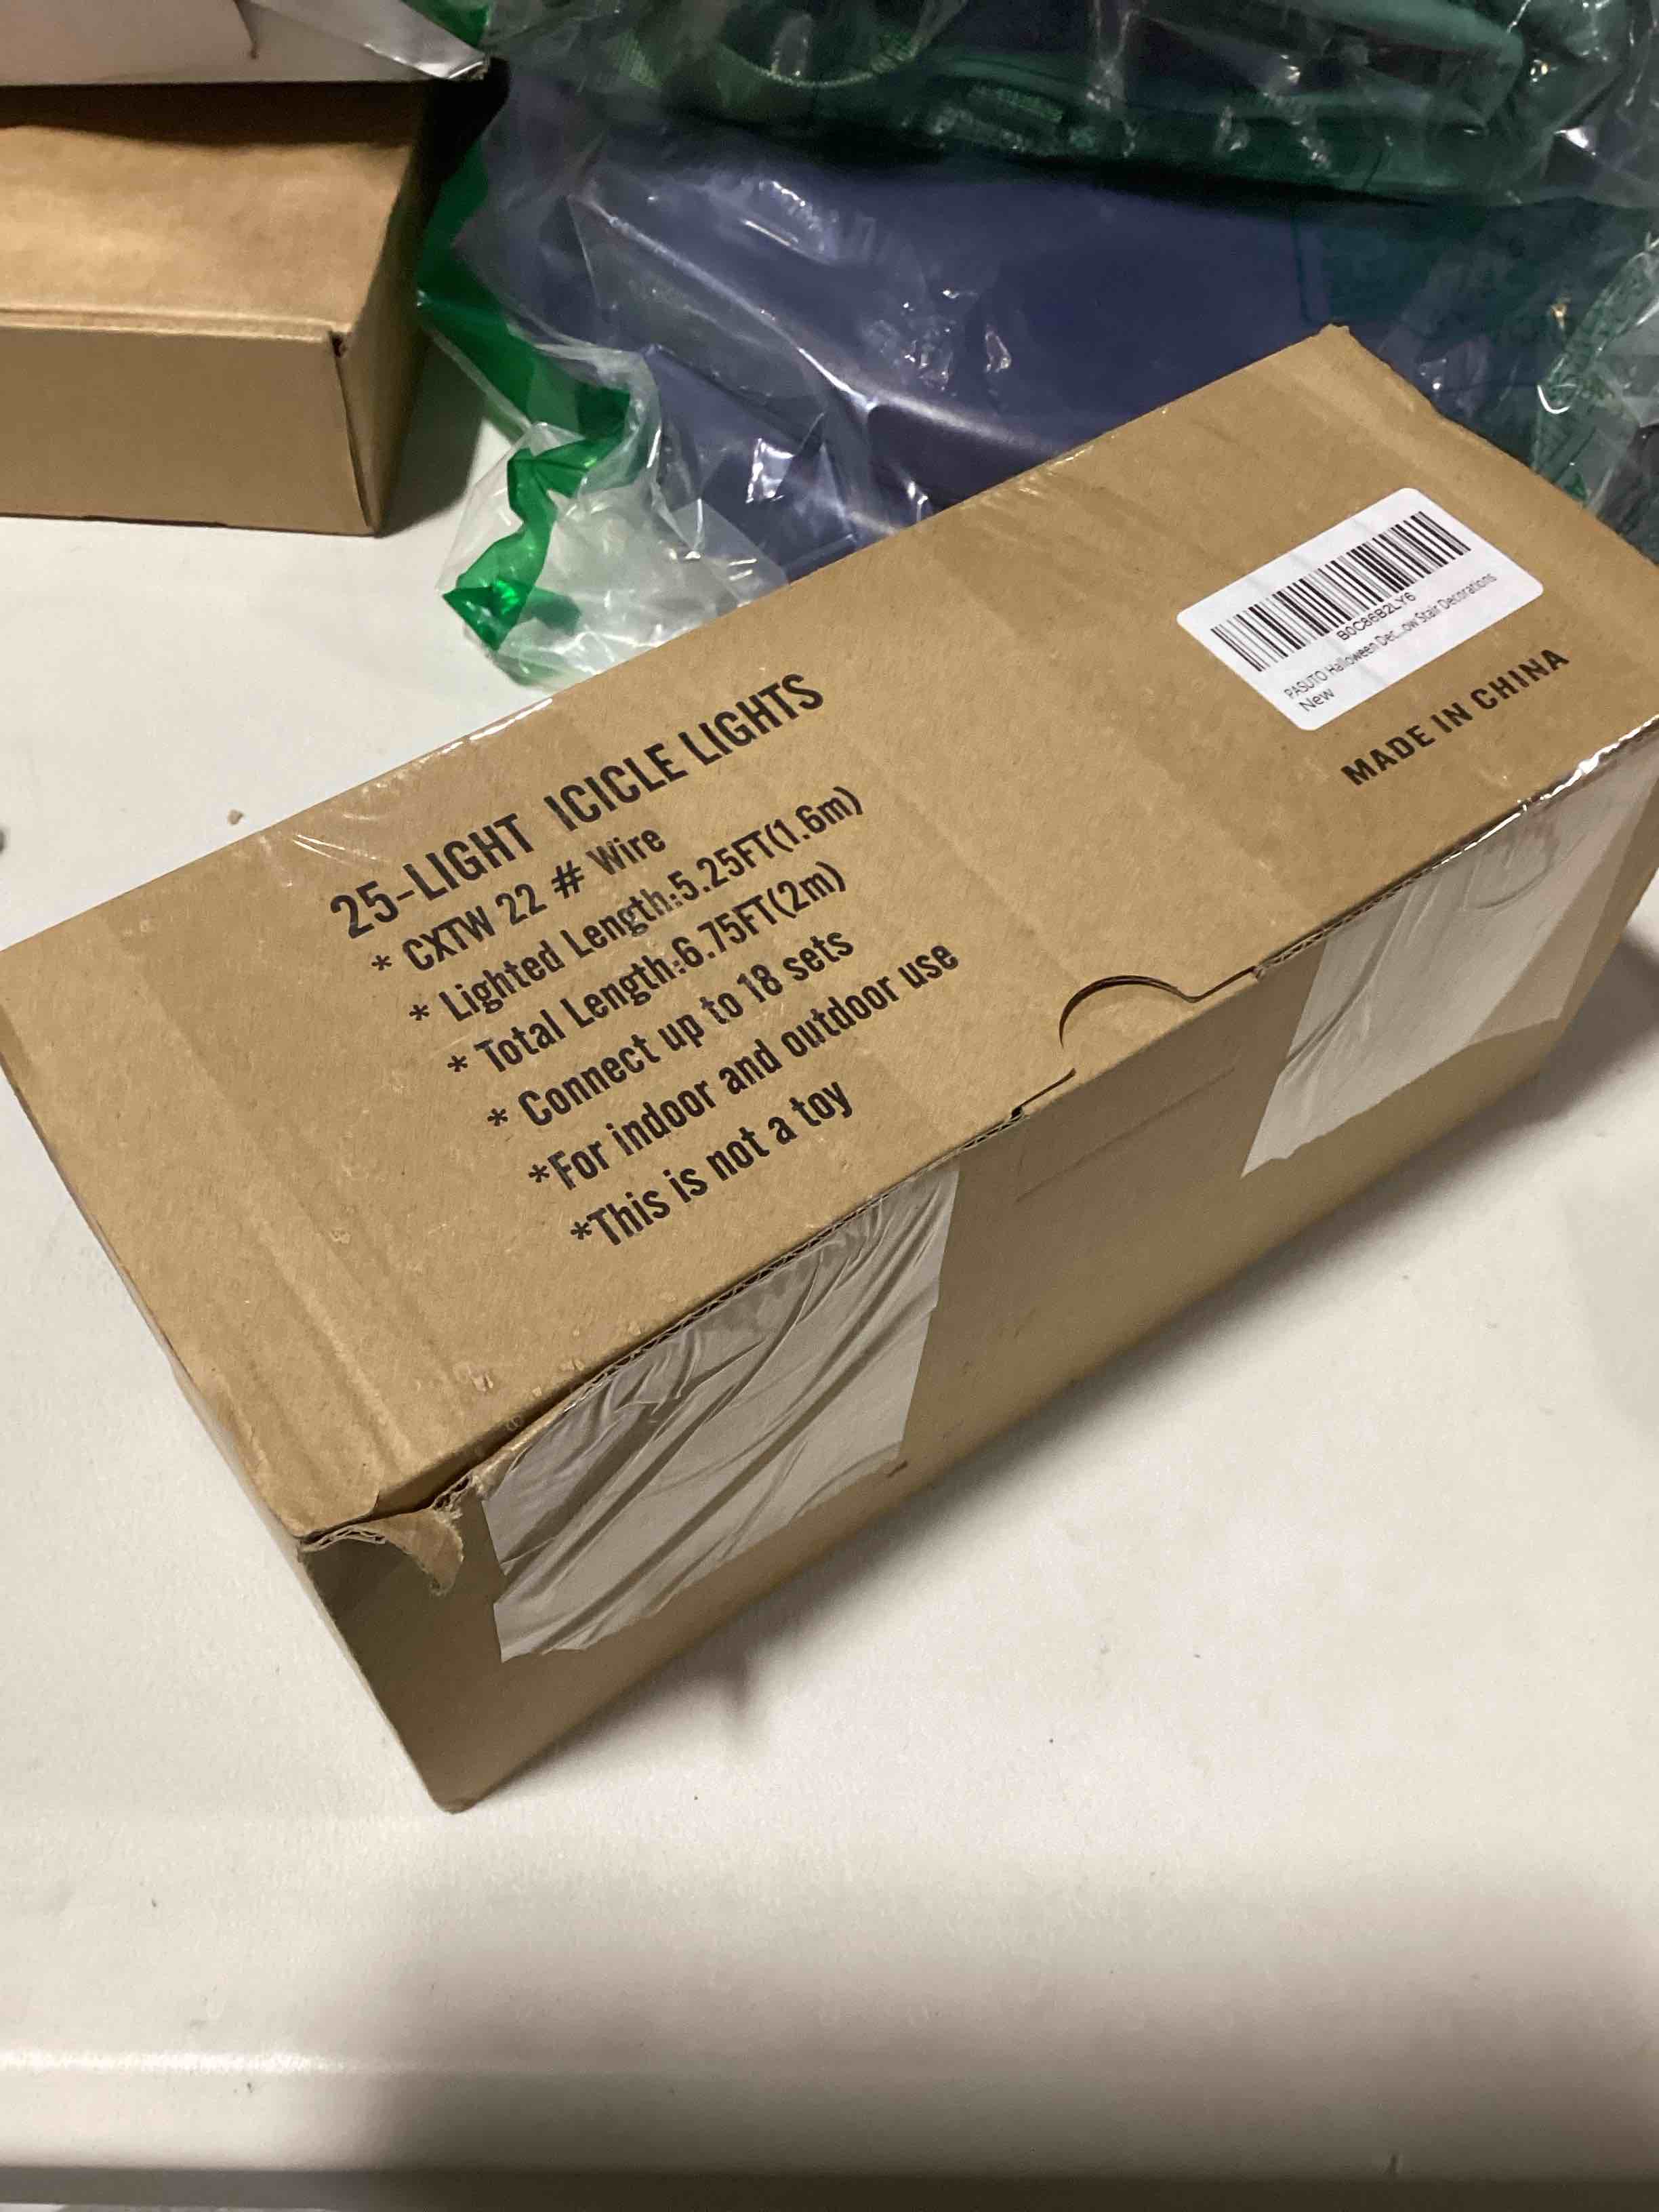 25-LIGHT ICICLE LIGHTS
* CXTW 22 # Wire
* Lighted Length:5.25FT(1.6m)
* Total Length:6.75FT(2m)
* Connect up to 18 sets
*For indoor and outdoor use
*This is not a toy
B0C86B2LY6
PASUTO Halloween Dec...ow Stair Decorations
New
MADE IN CHINA